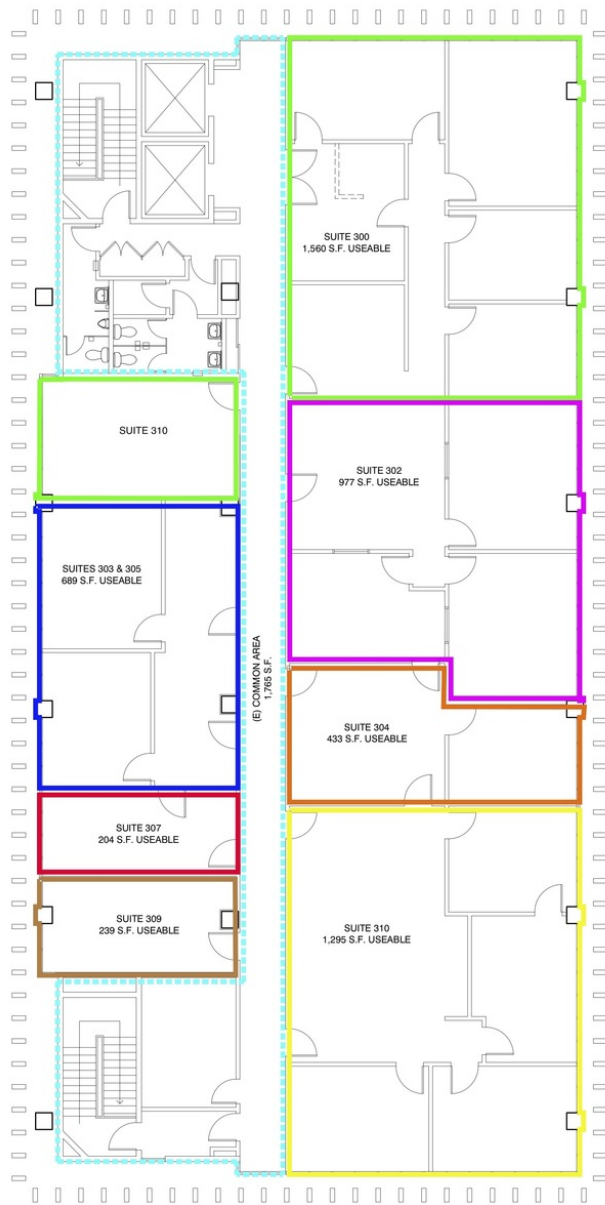 SUITE 300
1,560 S.F. USEABLE
SUITE 310
SUITE 302
977 S.F. USEABLE
SUITES 303 & 305
689 S.F. USEABLE
(E) COMMON AREA
1,765 S.F.
SUITE 304
433 S.F. USEABLE
SUITE 307
204 S.F. USEABLE
SUITE 309
239 S.F. USEABLE
SUITE 310
1,295 S.F. USEABLE